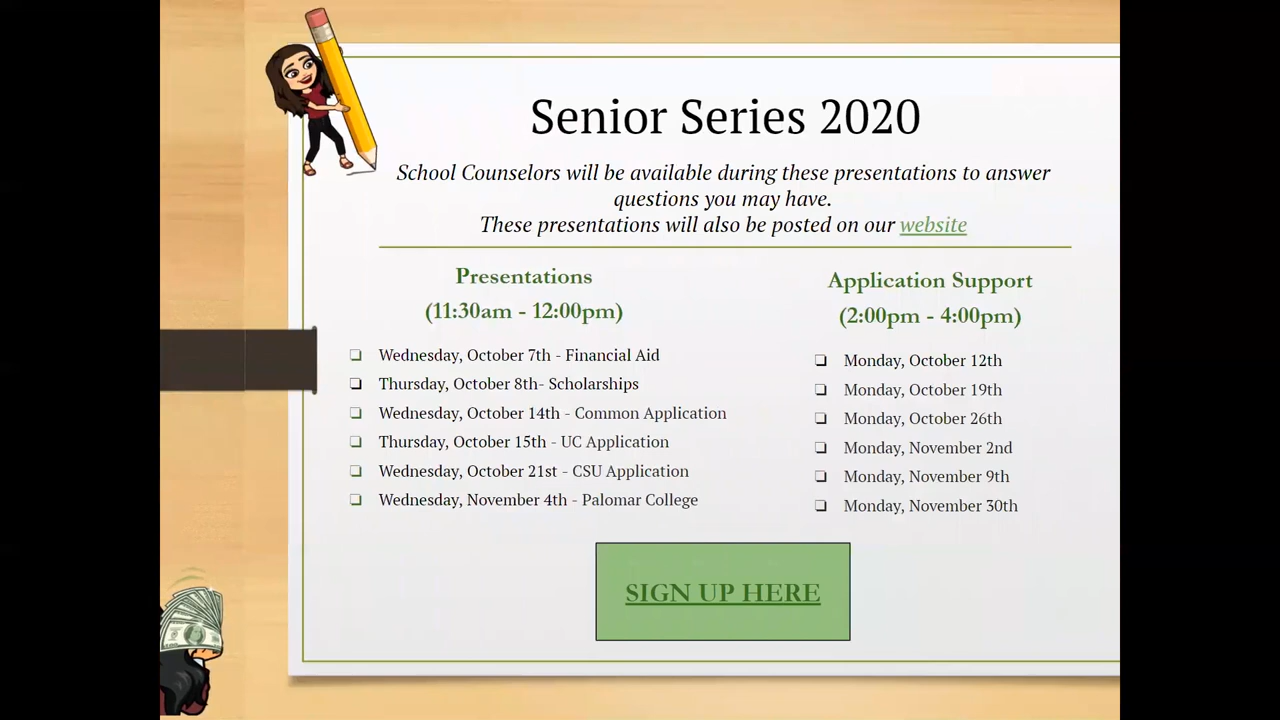 Senior Series 2020
School Counselors will be available during these presentations to answer
questions you may have.
These presentations will also be posted on our website
Presentations
(11:30am - 12:00pm)
Wednesday, October 7th - Financial Aid
Thursday, October 8th- Scholarships
Wednesday, October 14th - Common Application
Thursday, October 15th - UC Application
Wednesday, October 21st - CSU Application
Wednesday, November 4th - Palomar College
Application Support
(2:00pm - 4:00pm)
Monday, October 12th
Monday, October 19th
Monday, October 26th
Monday, November 2nd
Monday, November 9th
Monday, November 30th
SIGN UP HERE